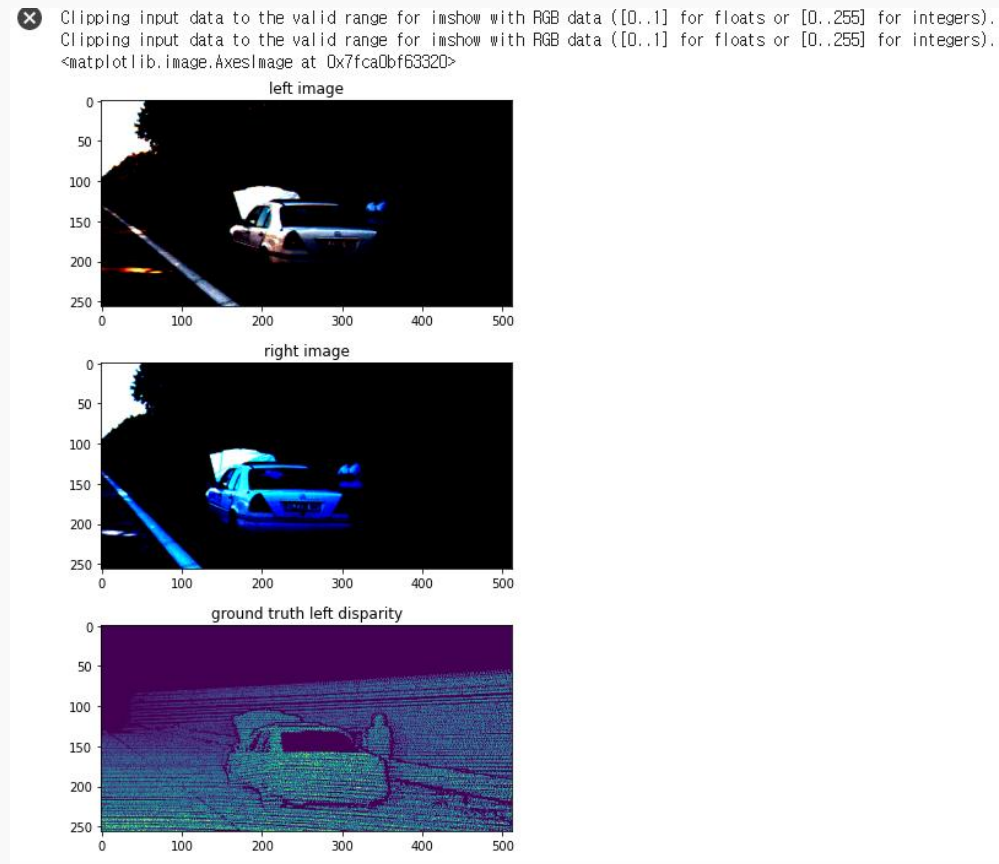 Clipping input data to the valid range for imshow with RGB data ([0..1] for floats or [0..255] for integers).
Clipping input data to the valid range for imshow with RGB data ([0..1] for floats or [0..255] for integers).
<matplotlib.image.AxesImage at 0x7fca0bf63320>
left image
0
50
100
150
200
250
0 100 200 300 400 500
right image
0
50
100
150
200
250
0 100 200 300 400 500
ground truth left disparity
0
50
100
150
200
250
0 100 200 300 400 500